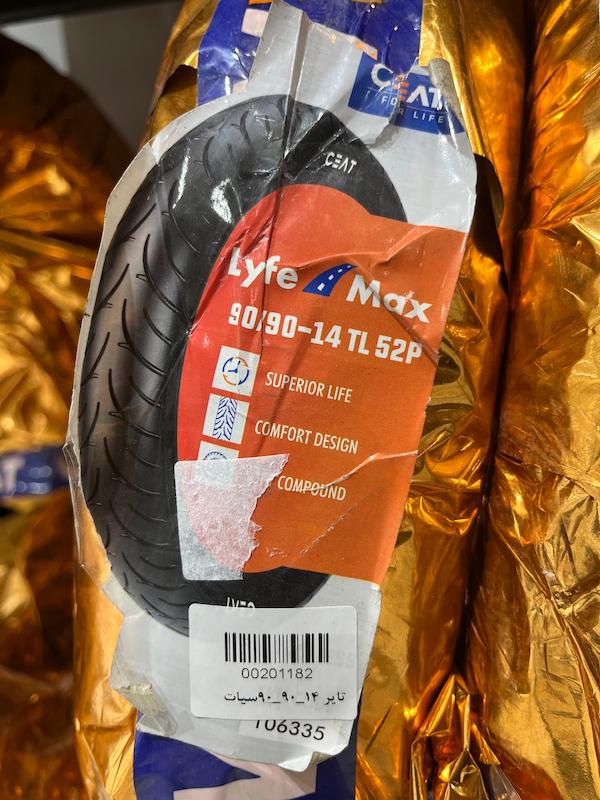 CEAT
FOR LIFE
CEAT
Lyfe Max
90/90-14 TL 52P
SUPERIOR LIFE
COMFORT DESIGN
COMPOUND
00201182
تایر ۱۴_۹۰_۹۰سیات
106335